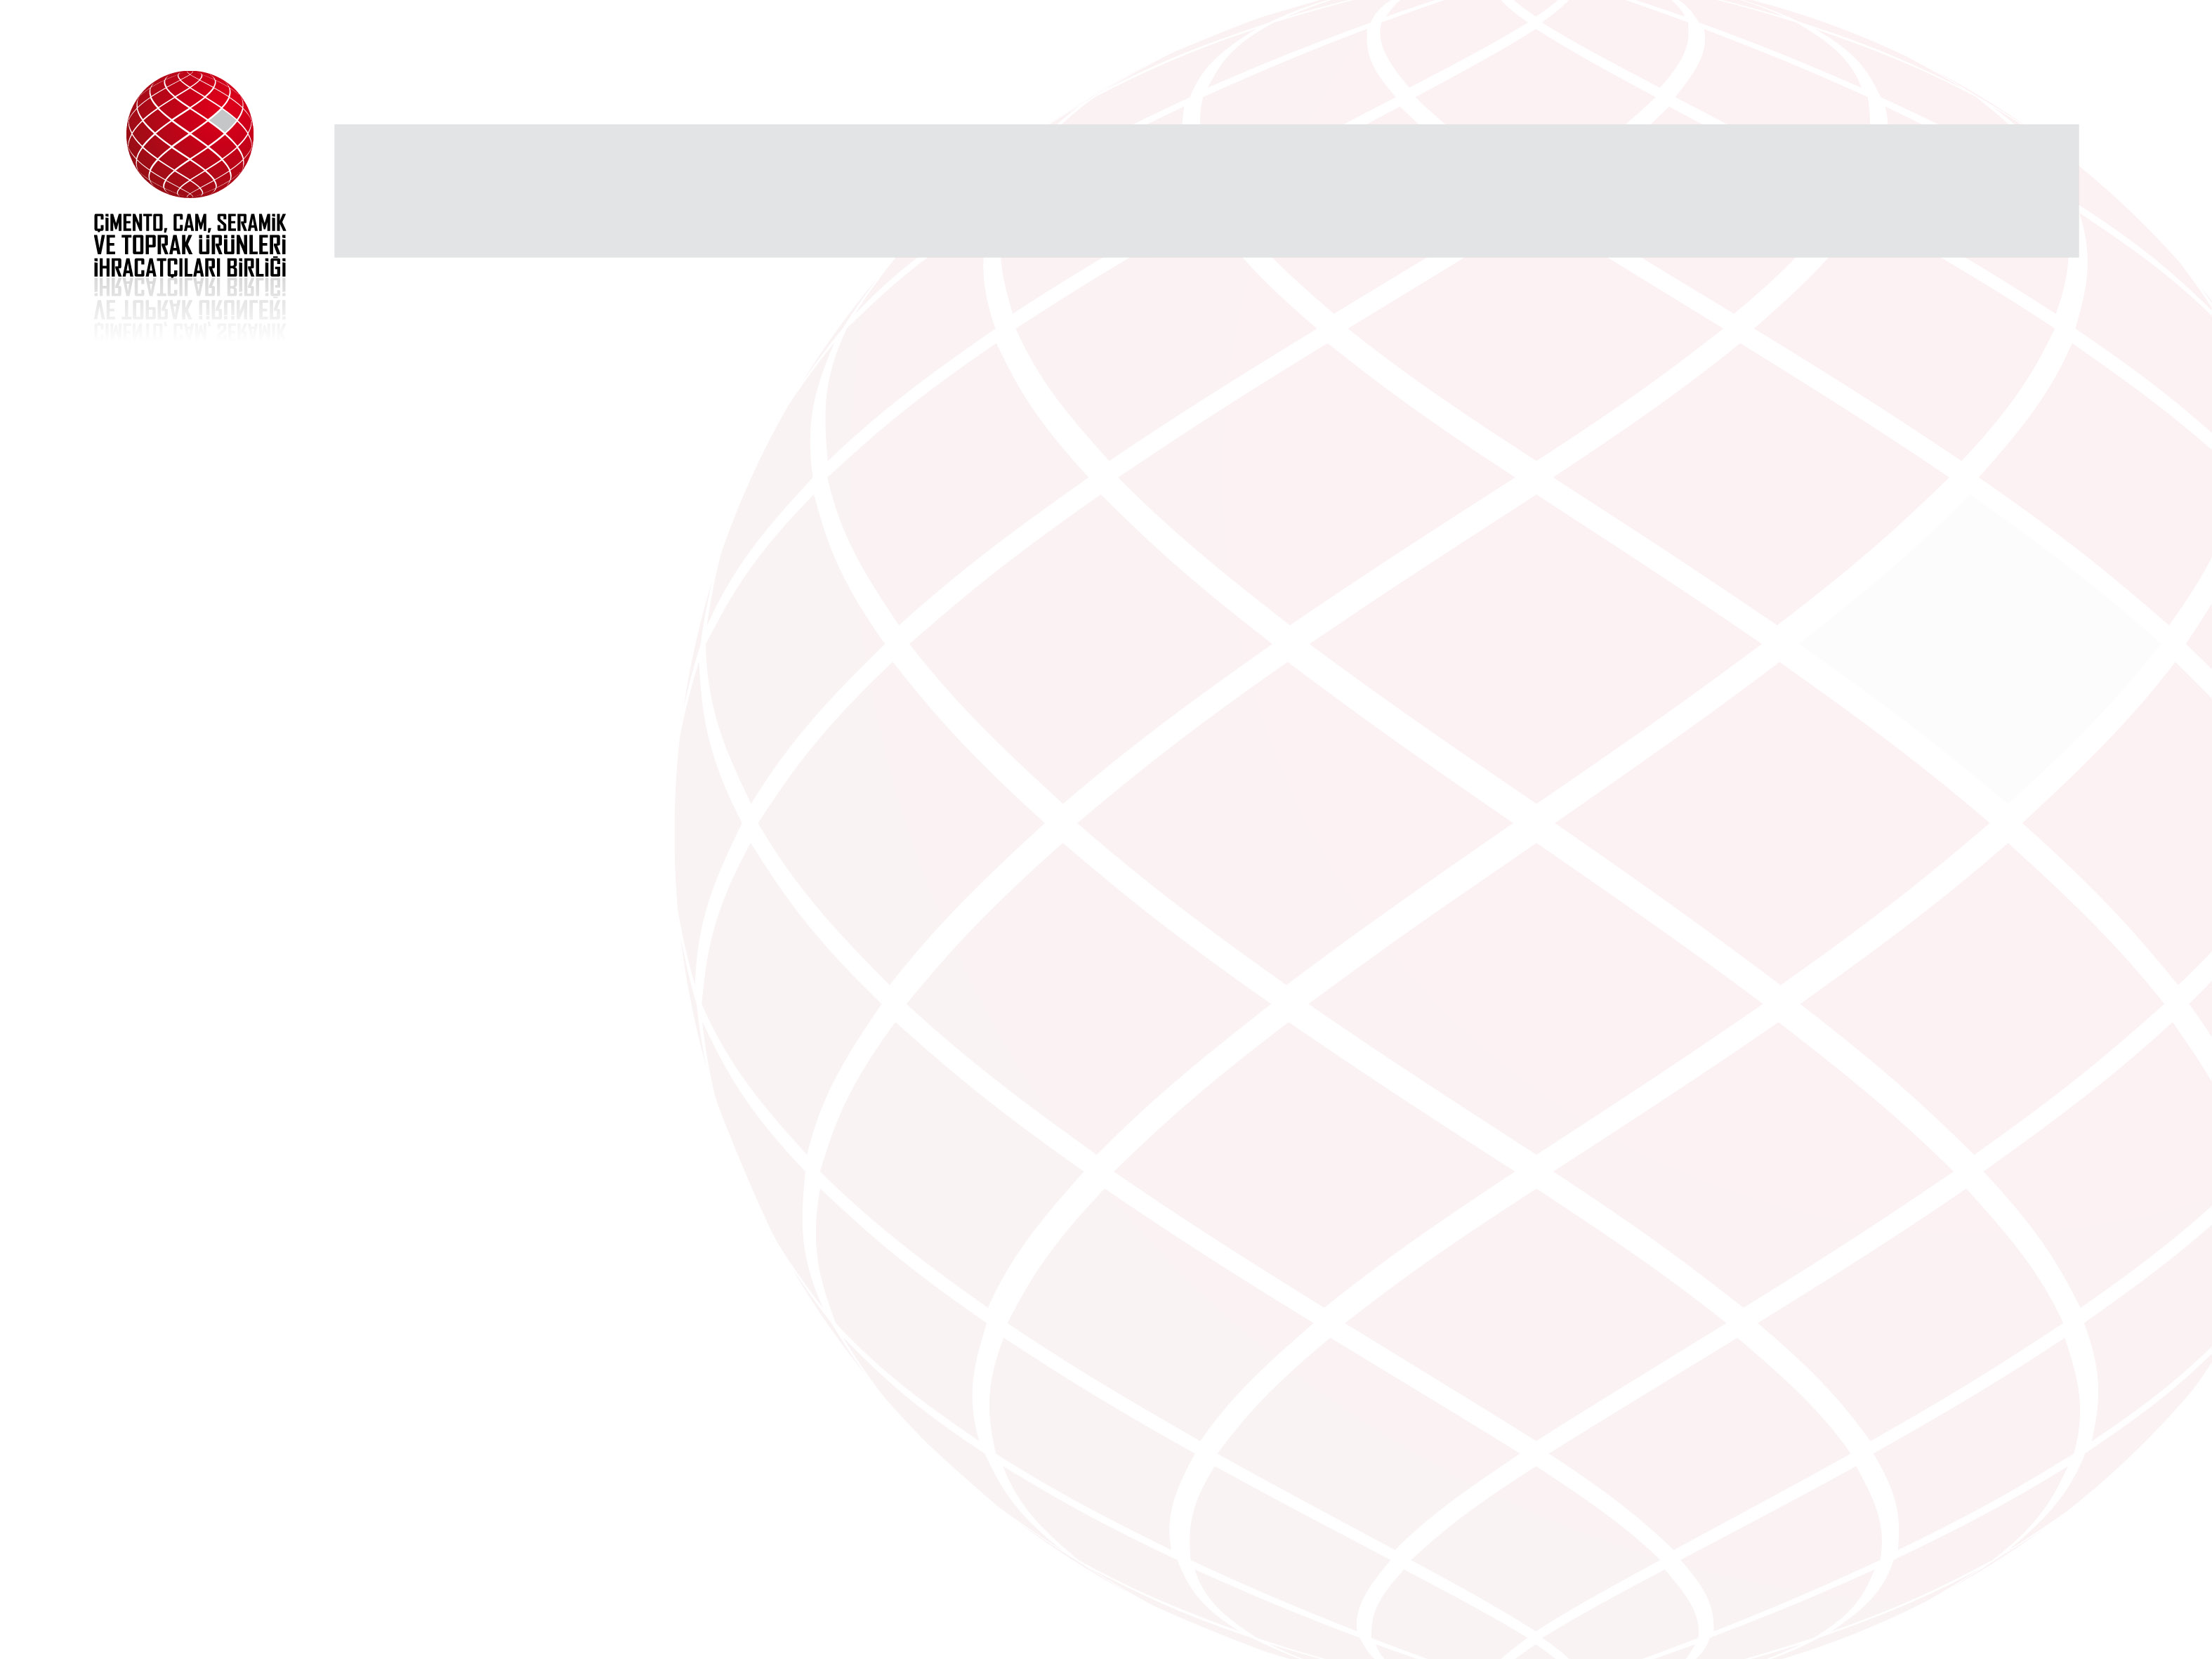 ÇİMENTO, CAM, SERAMİK
VE TOPRAK ÜRÜNLERİ
İHRACATÇILARI BİRLİĞİ